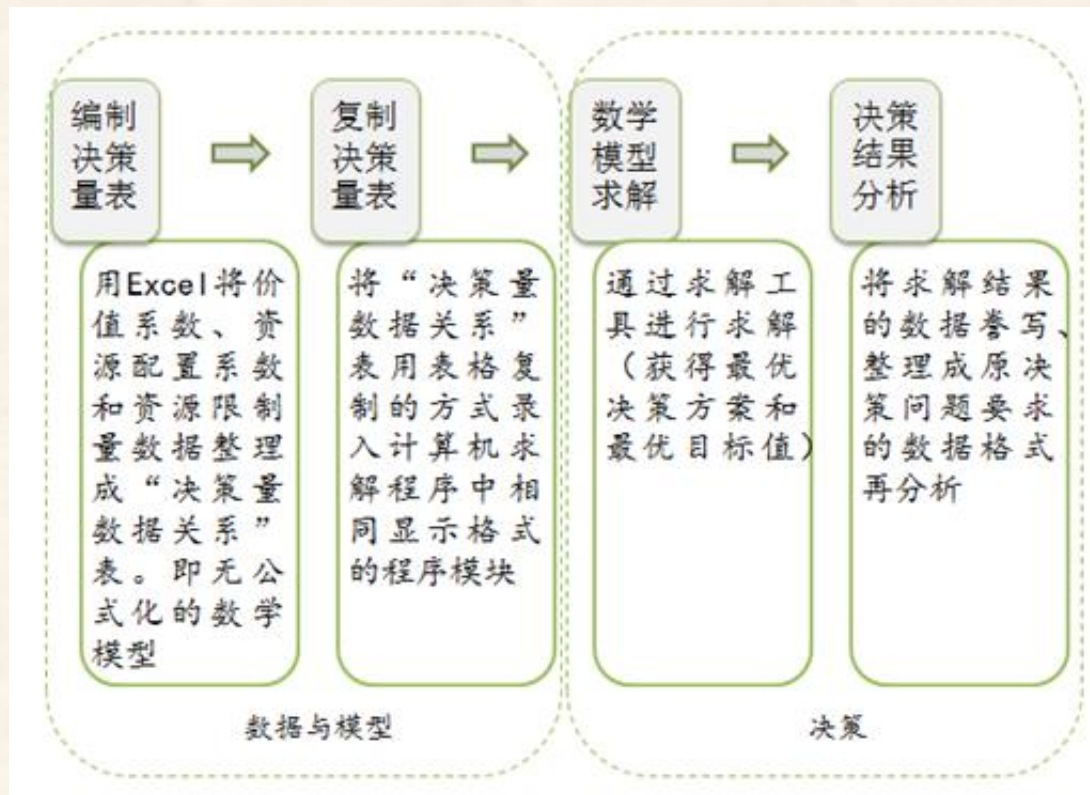 编制
决策
量表
复制
决策
量表
数学
模型
求解
决策
结果
分析
用Excel将价
值系数、资
源配置系数
和资源限制
量数据整理
成“决策量
数据关系”
表。即无公
式化的数学
模型
将“决策量
数据关系”
表用表格复
制的方式录
入计算机求
解程序中相
同显示格式
的程序模块
通过求解工
具进行求解
（获得最优
决策方案和
最优目标值）
将求解结果
的数据誊写、
整理成原决
策问题要求
的数据格式
再分析
数据与模型
决策